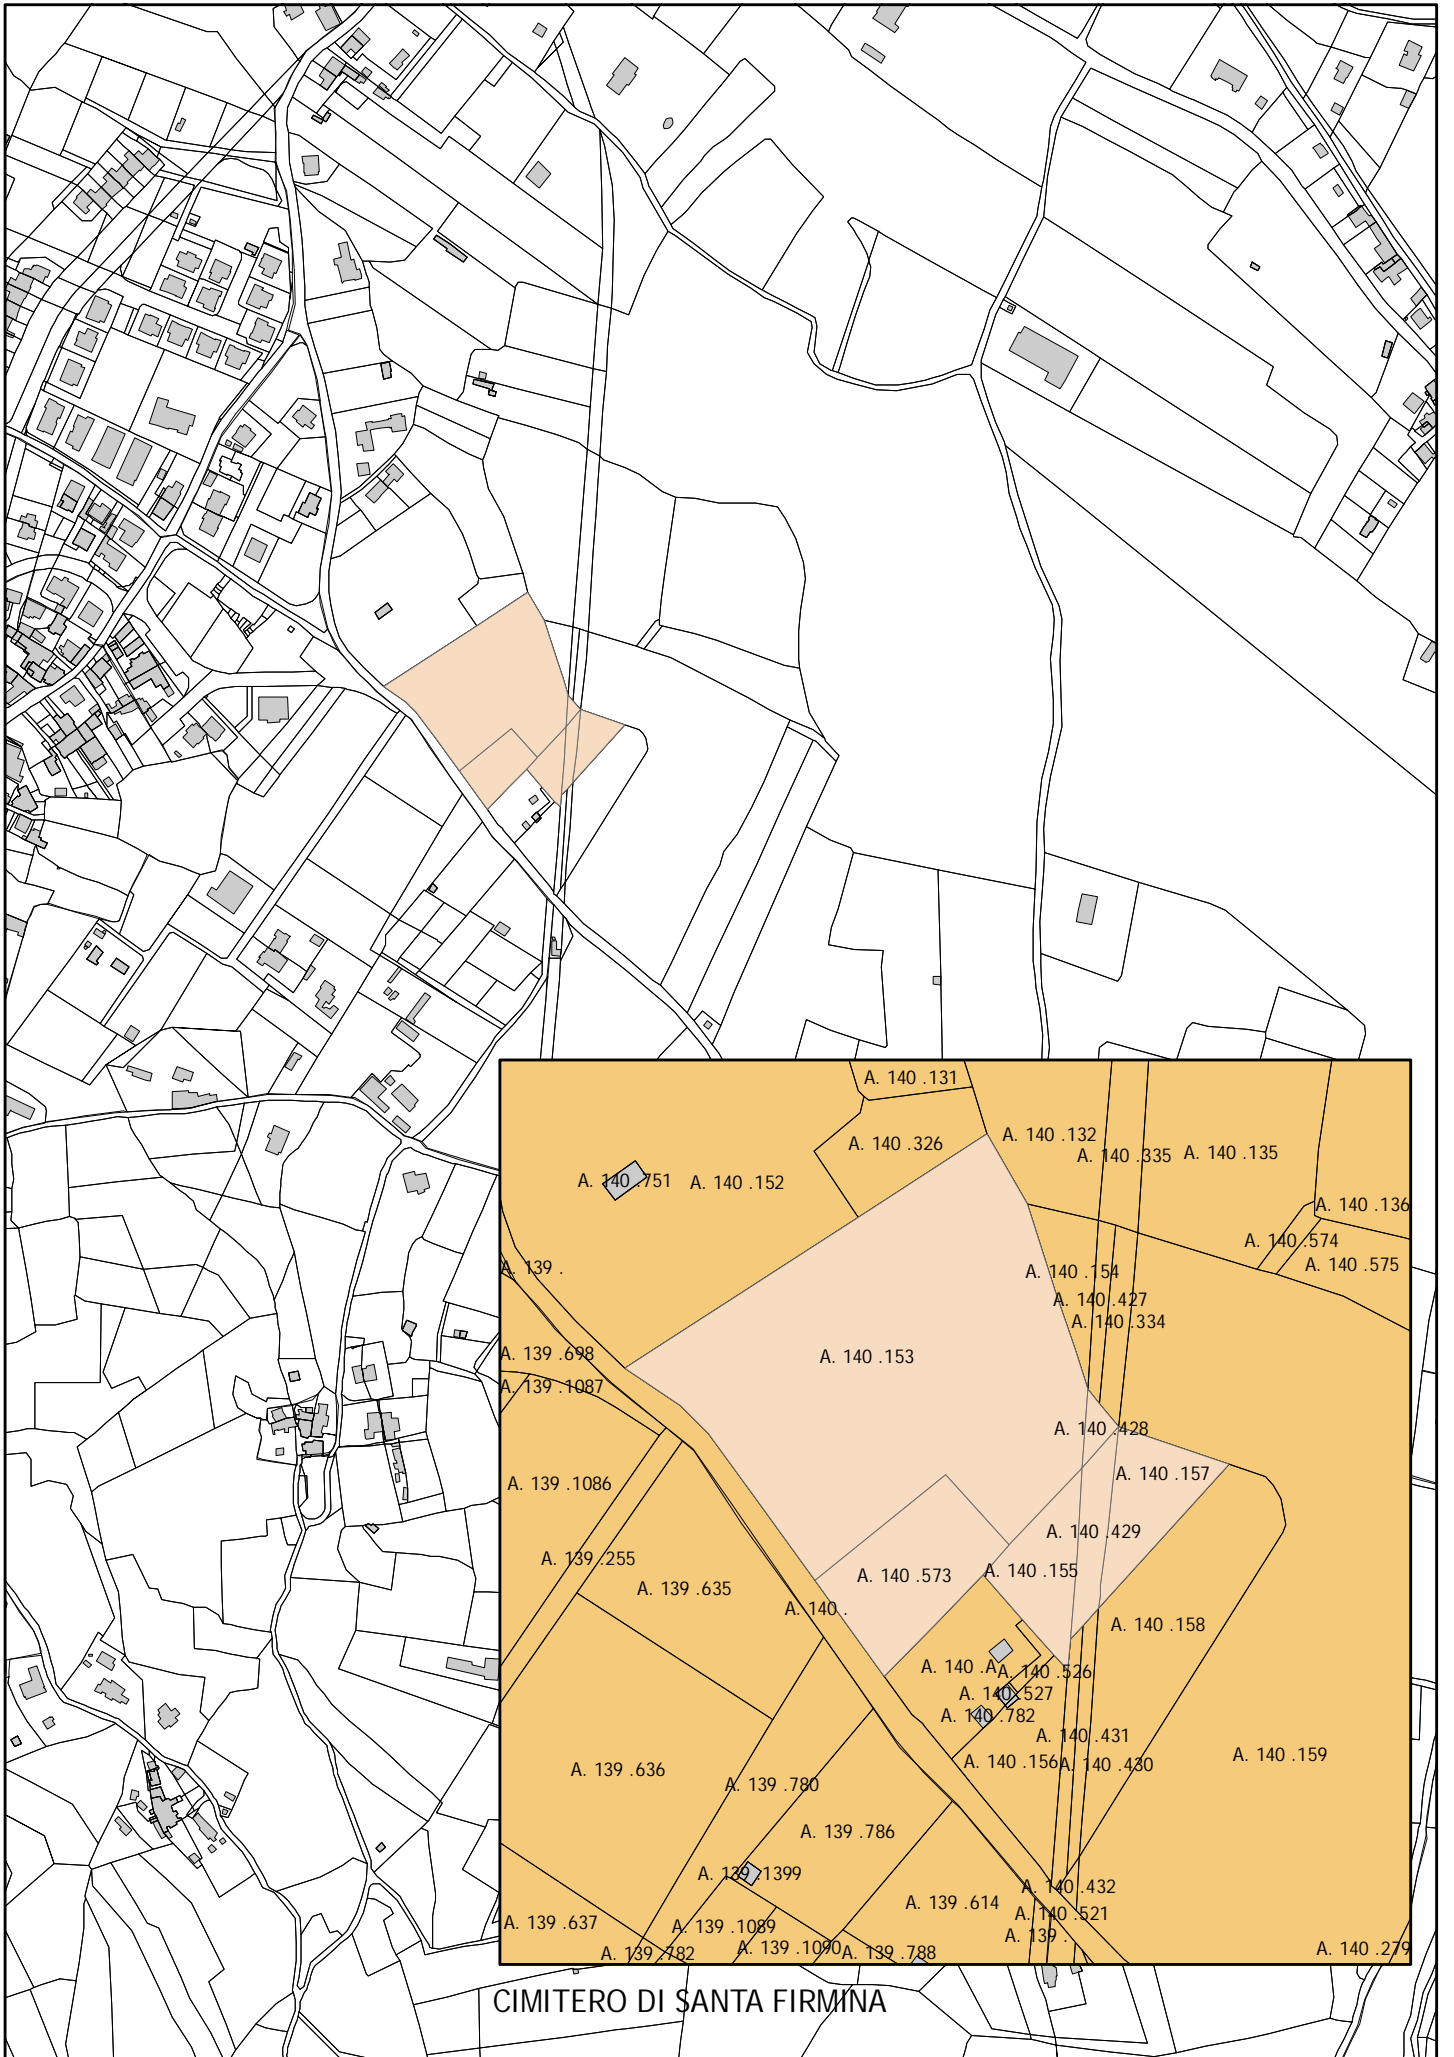 A. 140 .131
A. 140 .132
A. 140 .326
A. 140 .335
A. 140 .135
A. 140 .751
A. 140 .152
A. 140 .136
A. 140 .574
A. 140 .575
A. 139 .
A. 140 .154
A. 140 .427
A. 140 .334
A. 139 .698
A. 140 .153
A. 139 .1087
A. 140 .428
A. 140 .157
A. 139 .1086
A. 140 .429
A. 139 .255
A. 140 .155
A. 140 .573
A. 139 .635
A. 140 .
A. 140 .158
A. 140 .A
A. 140 .526
A. 140 .527
A. 140 .782
A. 140 .431
A. 140 .159
A. 140 .156
A. 140 .430
A. 139 .636
A. 139 .780
A. 139 .786
A. 139 .1399
A. 140 .432
A. 139 .614
A. 140 .521
A. 139 .637
A. 139 .1089
A. 139 .
A. 139 .782
A. 139 .1090
A. 139 .788
A. 140 .279
CIMITERO DI SANTA FIRMINA